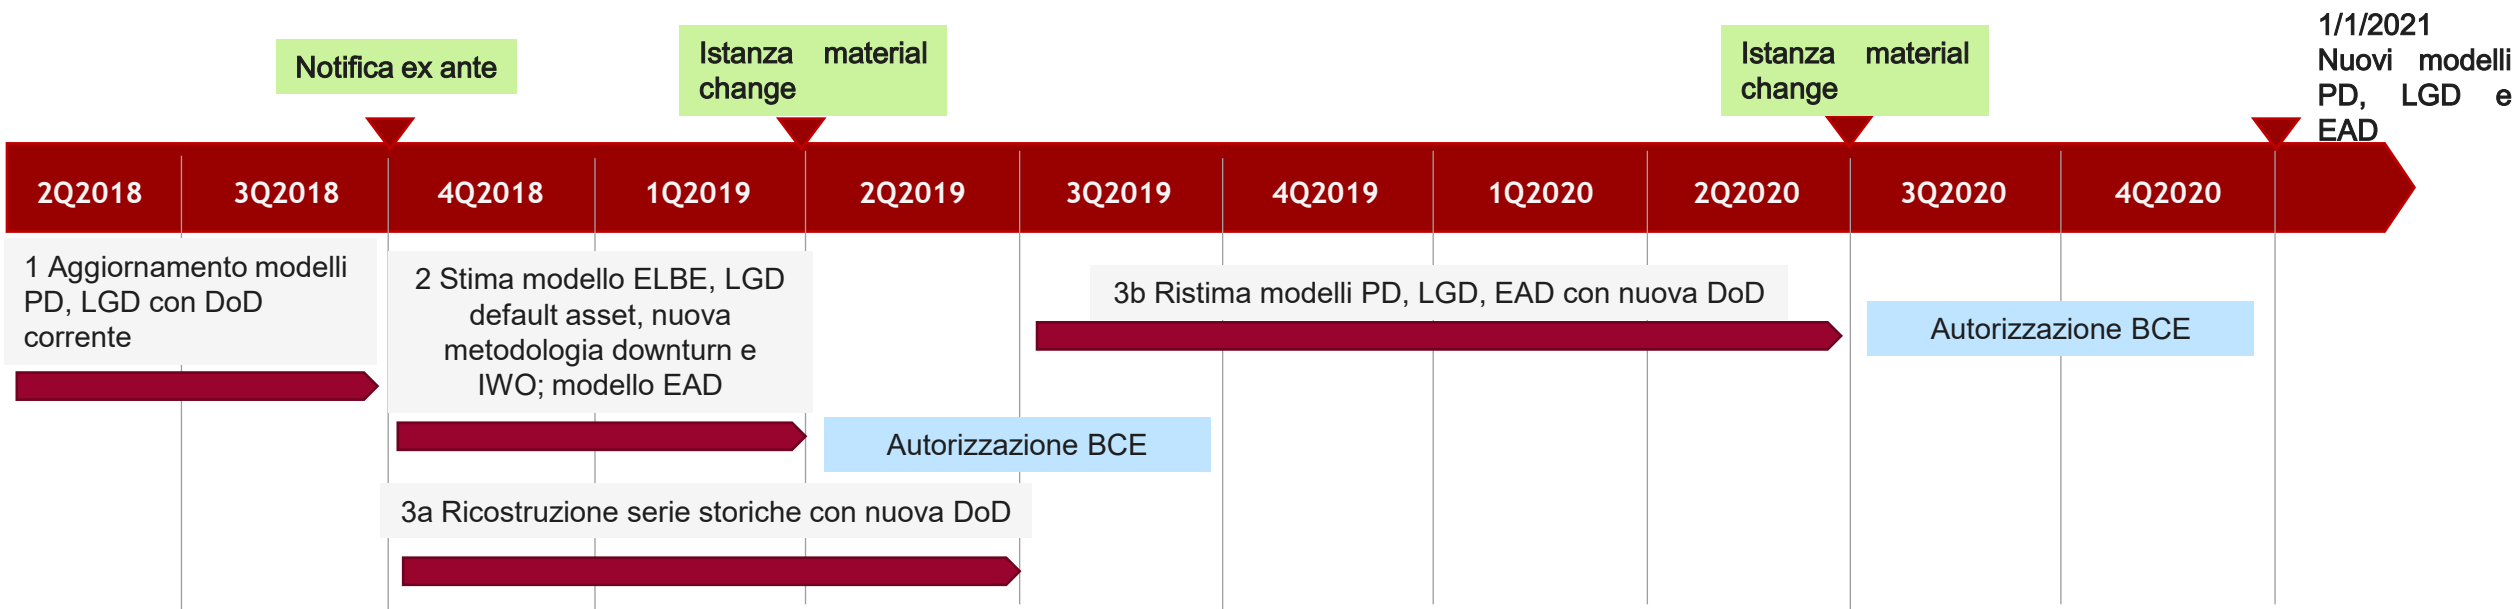 Notifica ex ante
Istanza material
change
Istanza material
change
1/1/2021
Nuovi modelli
PD, LGD e
EAD
2Q2018
3Q2018
4Q2018
1Q2019
2Q2019
3Q2019
4Q2019
1Q2020
2Q2020
3Q2020
4Q2020
1 Aggiornamento modelli
PD, LGD con DoD
corrente
2 Stima modello ELBE, LGD
default asset, nuova
metodologia downturn e
IWO; modello EAD
3b Ristima modelli PD, LGD, EAD con nuova DoD
Autorizzazione BCE
Autorizzazione BCE
3a Ricostruzione serie storiche con nuova DoD